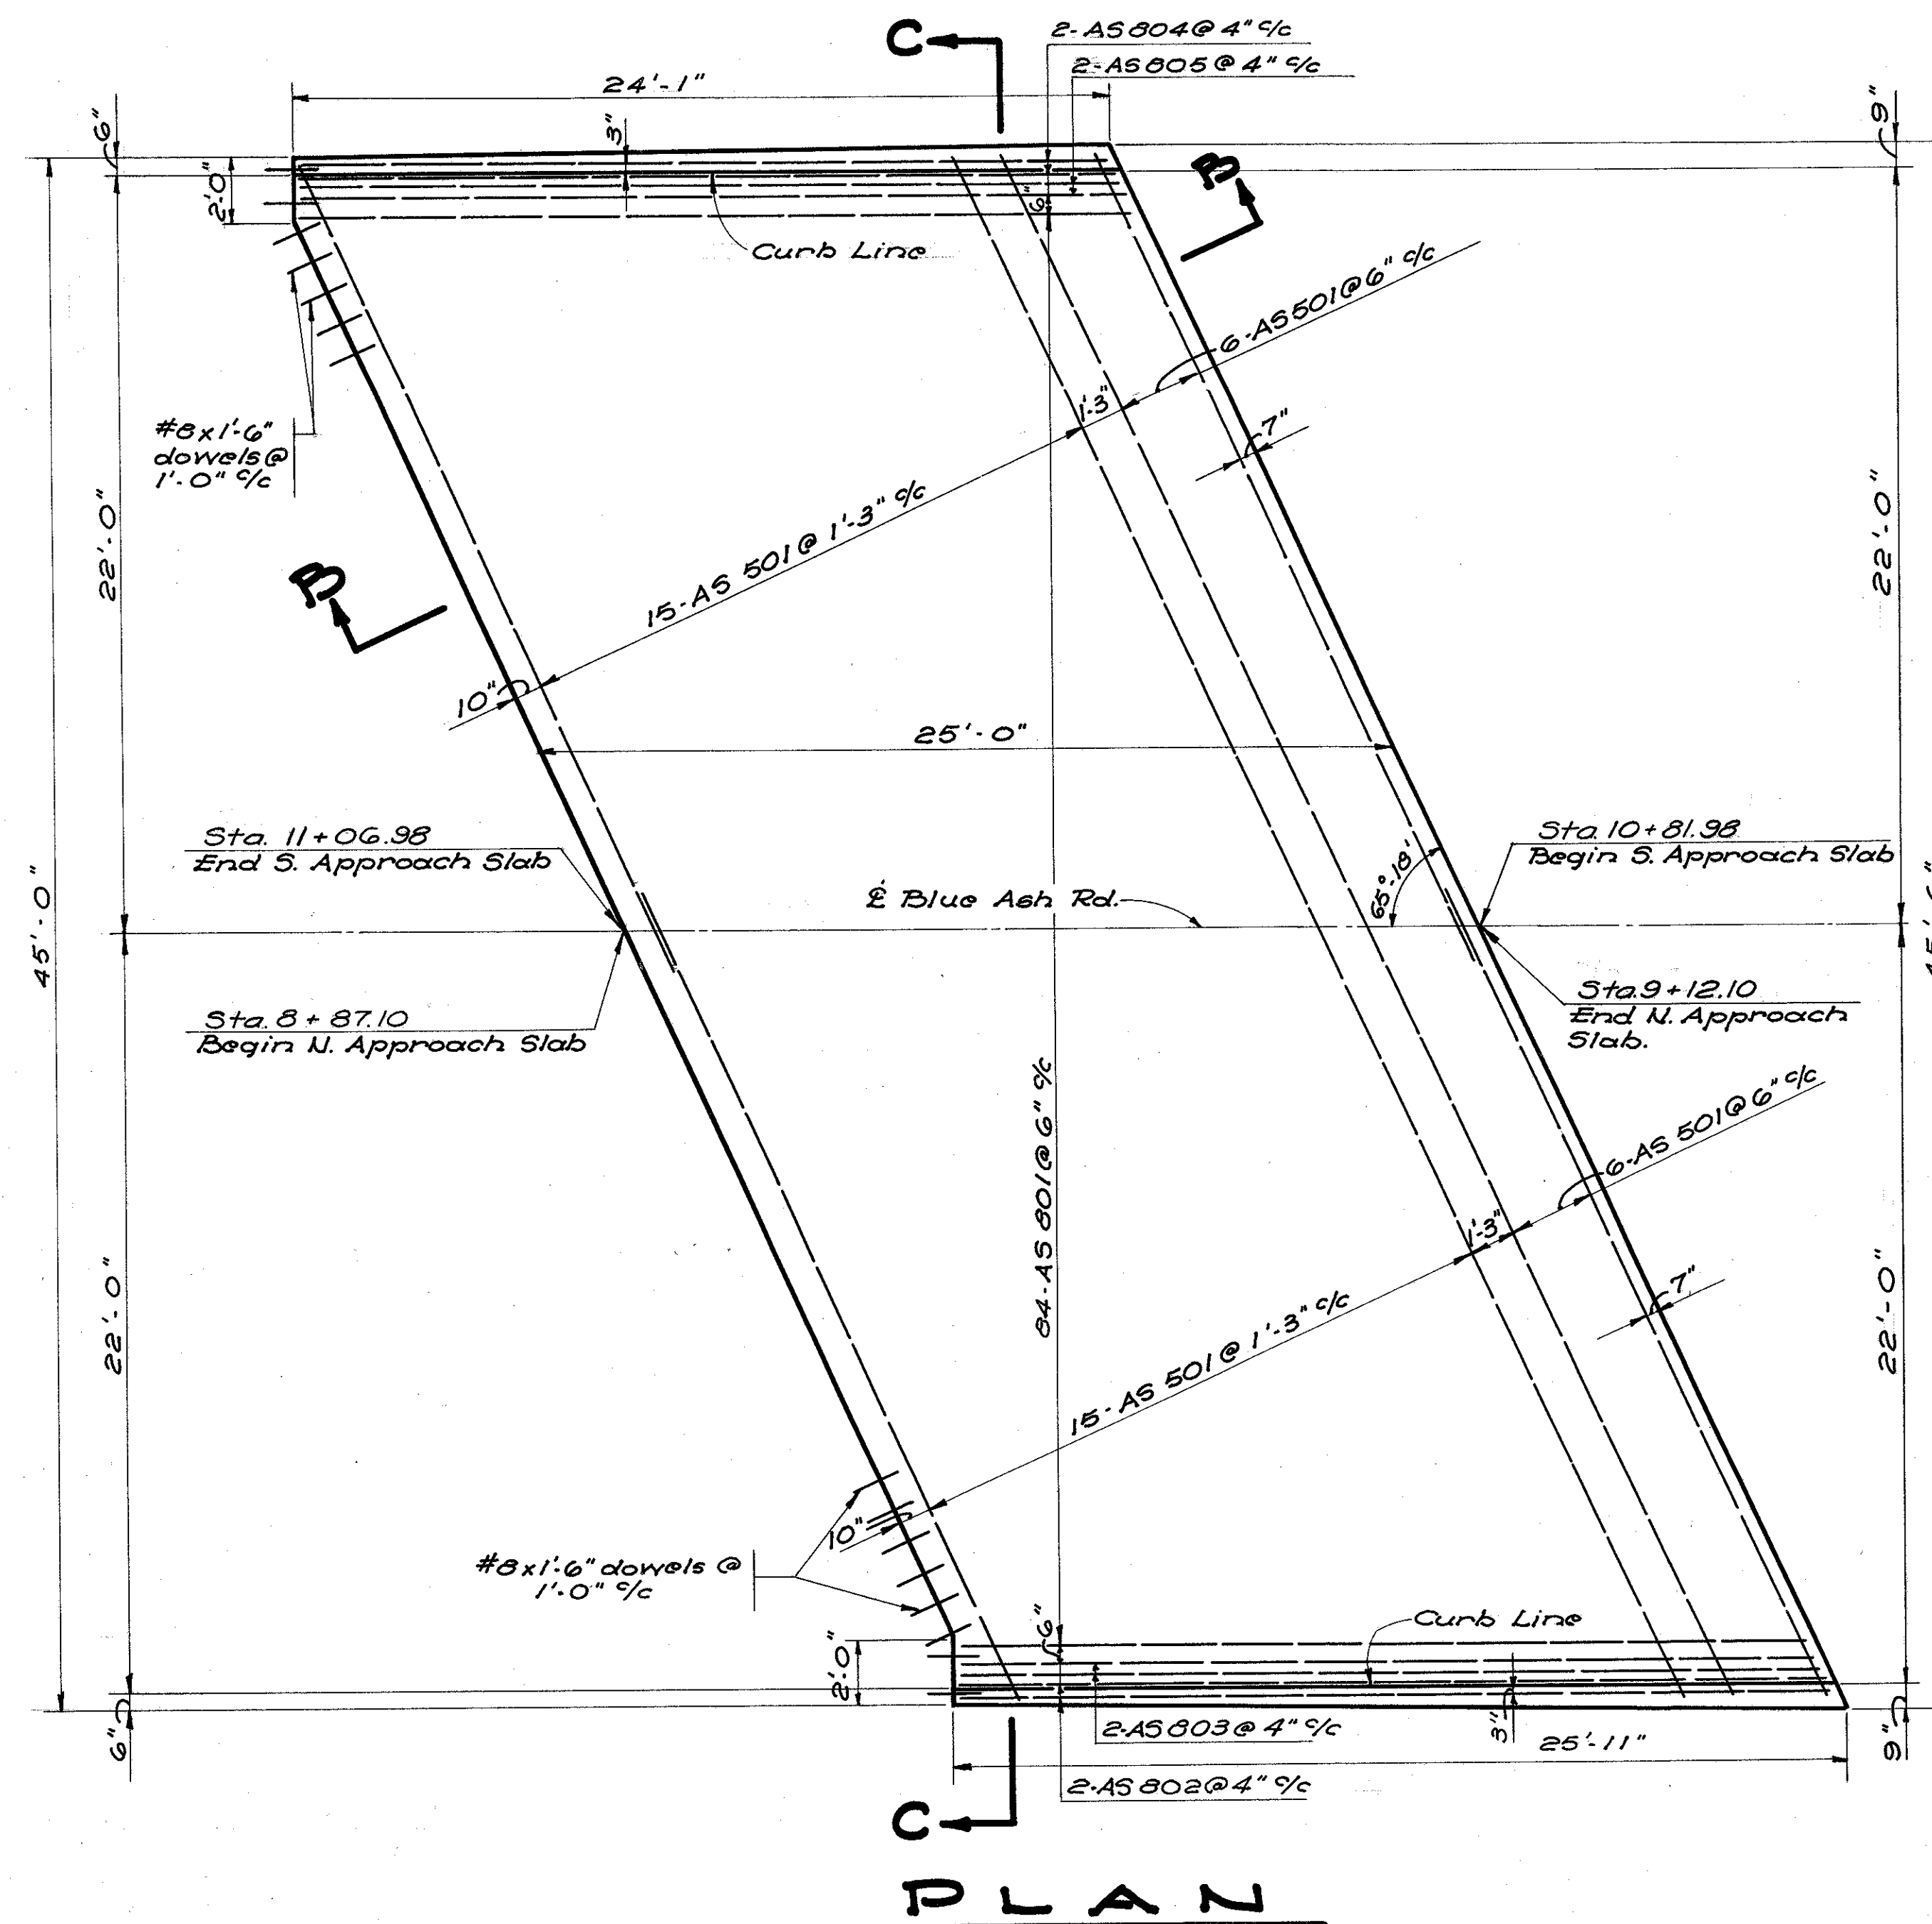 C
2-AS 804 @ 4" c/c
2-AS 805 @ 4" c/c
24'-1"
6"
3"
9"
2'-0"
6"
B
Curb Line
6-AS 501 @ 6" c/c
1'-3"
7"
#8 x 1'-6"
dowels @
1'-0" c/c
22'-0"
22'-0"
15-AS 501 @ 1'-3" c/c
B
10"
25'-0"
Sta. 11+06.98
End S. Approach Slab
Sta. 10+81.98
Begin S. Approach Slab
45'-0"
45'-6"
₵ Blue Ash Rd.
65°-18'
Sta. 8+87.10
Begin N. Approach Slab
Sta. 9+12.10
End N. Approach
Slab.
84-AS 801 @ 6" c/c
6-AS 501 @ 6" c/c
1'-3"
7"
22'-0"
22'-0"
15-AS 501 @ 1'-3" c/c
10"
#8 x 1'-6" dowels @
1'-0" c/c
6"
Curb Line
2'-0"
6"
2-AS 803 @ 4" c/c
3"
25'-11"
9"
2-AS 802 @ 4" c/c
C
PLAN